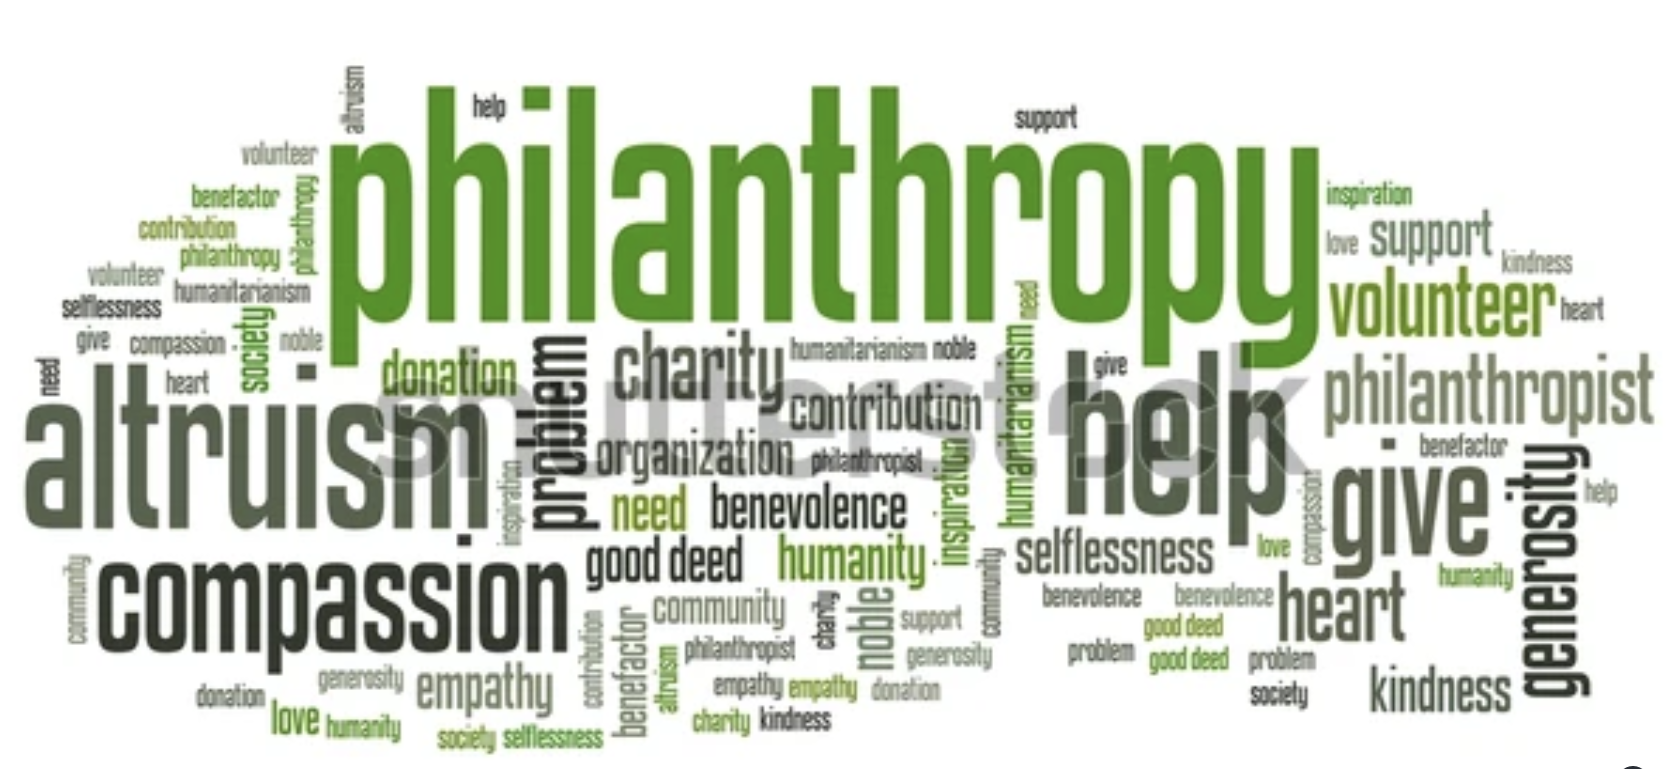 altruism
help
support
volunteer
philanthropy
benefactor
philanthropy
inspiration
contribution
love
support
philanthropy
kindness
volunteer
humanitarianism
selflessness
society
need
volunteer
heart
give
compassion
noble
need
heart
donation
problem
charity
humanitarianism
noble
humanitarianism
give
help
philanthropist
altruism
contribution
organization
philanthropist
inspiration
benefactor
give
generosity
help
inspiration
need
benevolence
compassion
shutterstock
compassion
good deed
humanity
selflessness
love
humanity
community
community
community
charity
noble
support
benevolence
benevolence
heart
good deed
contribution
benefactor
altruism
philanthropist
generosity
problem
good deed
problem
generosity
empathy
empathy
empathy
donation
society
kindness
donation
love
humanity
charity
kindness
society
selflessness